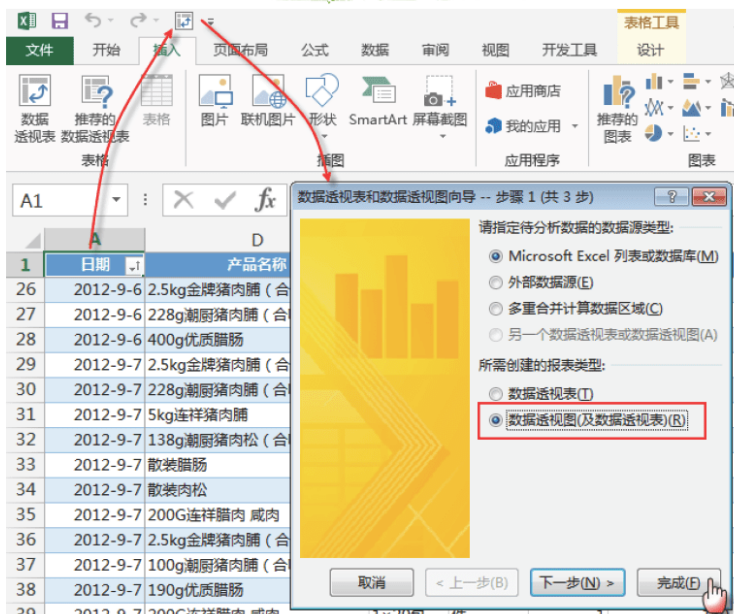 表格工具
文件 开始 插入 页面布局 公式 数据 审阅 视图 开发工具 设计
数据透视表
推荐的数据透视表
表格
图片 联机图片 形状 SmartArt 屏幕截图
应用商店
我的应用
推荐的图表
表格 插图 应用程序 图表
A1 fx
A D
1 日期 产品名称
26 2012-9-6 2.5kg金牌猪肉脯(合
27 2012-9-6 228g潮厨猪肉脯(合
28 2012-9-6 400g优质腊肠
29 2012-9-7 2.5kg金牌猪肉脯(合
30 2012-9-7 228g潮厨猪肉脯(合
31 2012-9-7 5kg连祥猪肉脯
32 2012-9-7 138g潮厨猪肉松(合
33 2012-9-7 散装腊肠
34 2012-9-7 散装肉松
35 2012-9-7 200G连祥腊肉 咸肉
36 2012-9-7 2.5kg金牌猪肉脯(合
37 2012-9-7 100g潮厨猪肉脯(合
38 2012-9-7 190g优质腊肠
数据透视表和数据透视图向导 -- 步骤 1 (共 3 步)
请指定待分析数据的数据源类型:
Microsoft Excel 列表或数据库(M)
外部数据源(E)
多重合并计算数据区域(C)
另一个数据透视表或数据透视图(A)
所需创建的报表类型:
数据透视表(T)
数据透视图(及数据透视表)(R)
取消 < 上一步(B) 下一步(N) > 完成(F)